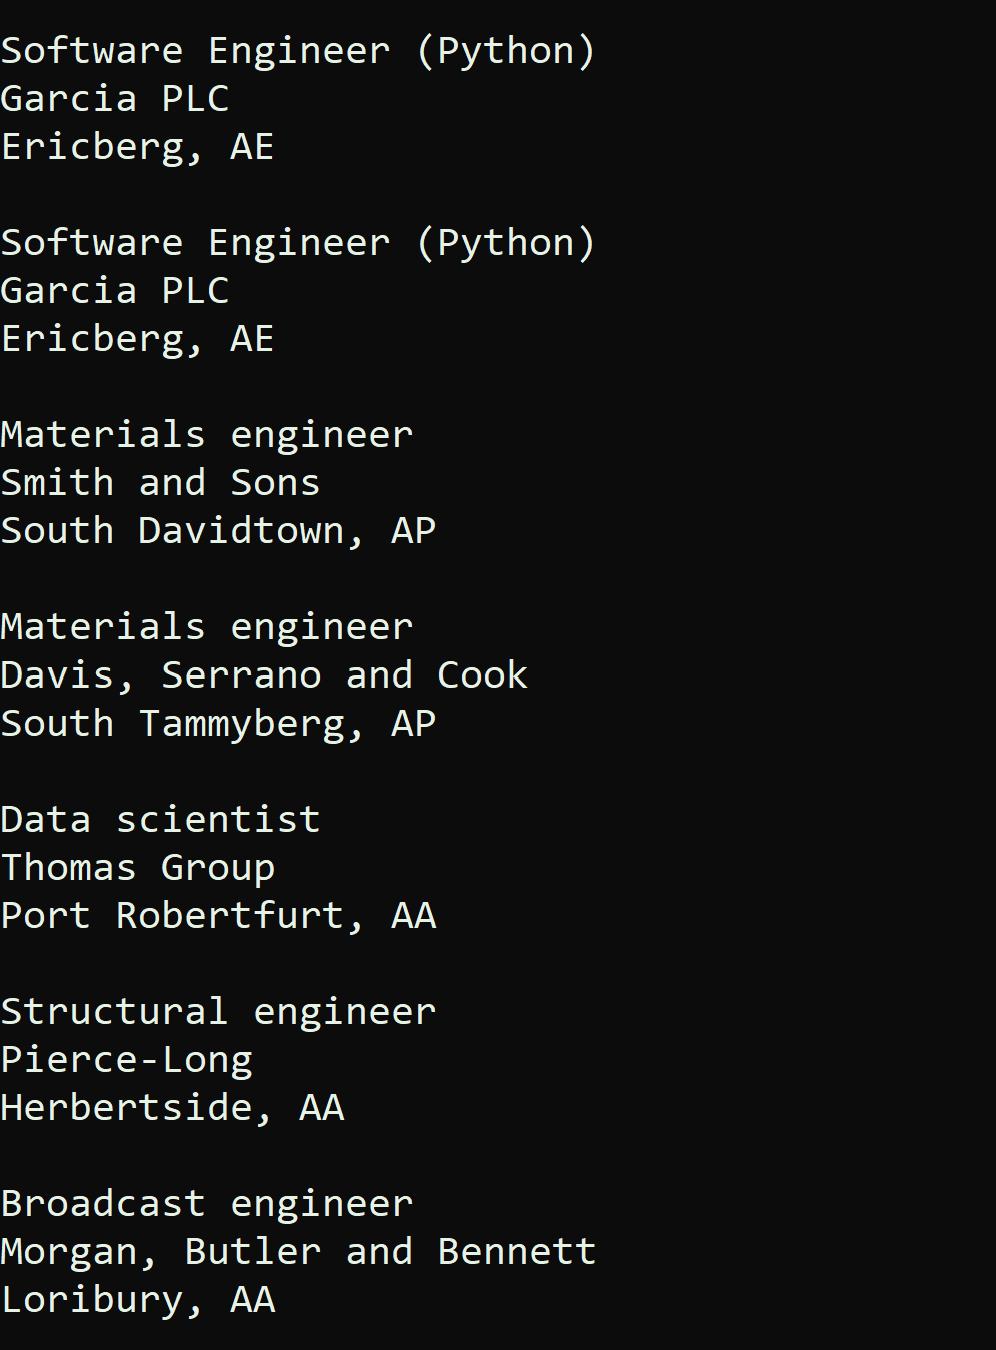 Software Engineer (Python)
Garcia PLC
Ericberg, AE
Software Engineer (Python)
Garcia PLC
Ericberg, AE
Materials engineer
Smith and Sons
South Davidtown, AP
Materials engineer
Davis, Serrano and Cook
South Tammyberg, AP
Data scientist
Thomas Group
Port Robertfurt, AA
Structural engineer
Pierce-Long
Herbertside, AA
Broadcast engineer
Morgan, Butler and Bennett
Loribury, AA